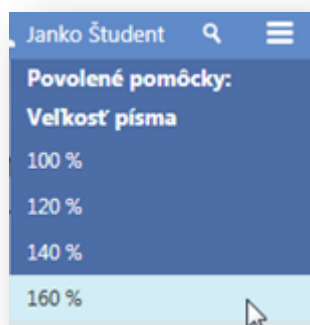 Janko Študent
Povolené pomôcky:
Veľkosť písma
100 %
120 %
140 %
160 %